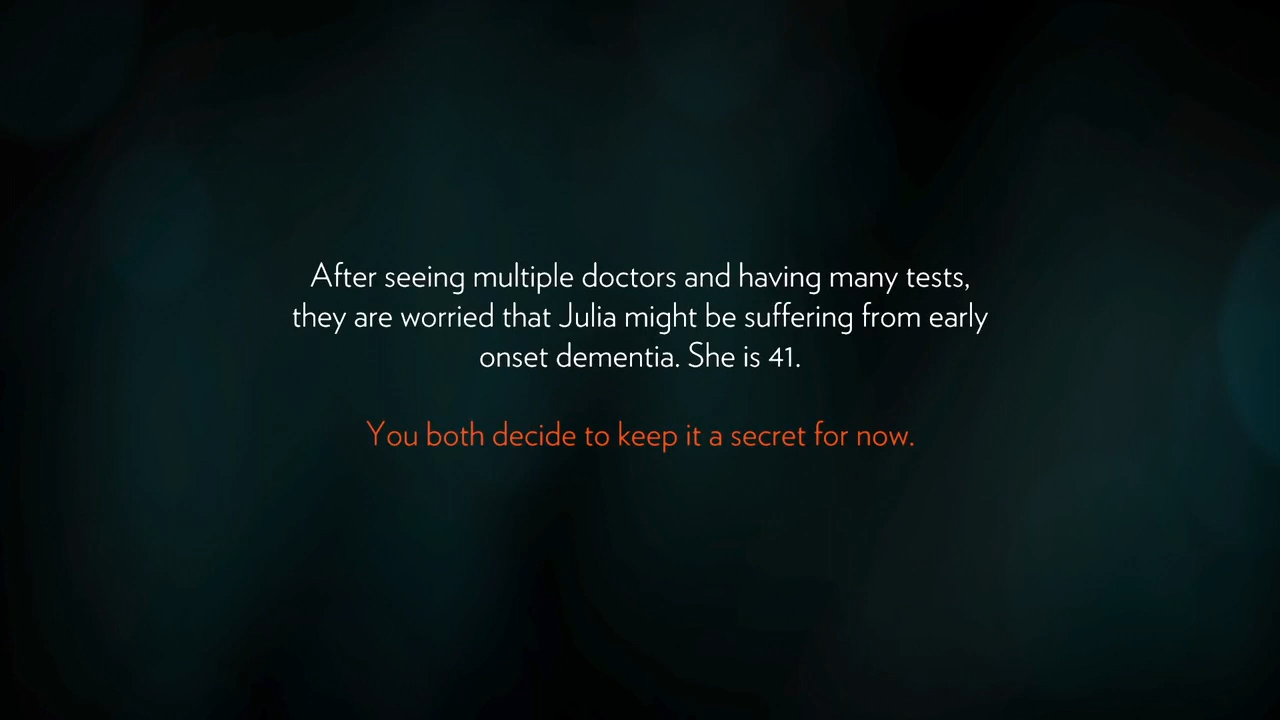 After seeing multiple doctors and having many tests,
they are worried that Julia might be suffering from early
onset dementia. She is 41.
You both decide to keep it a secret for now.